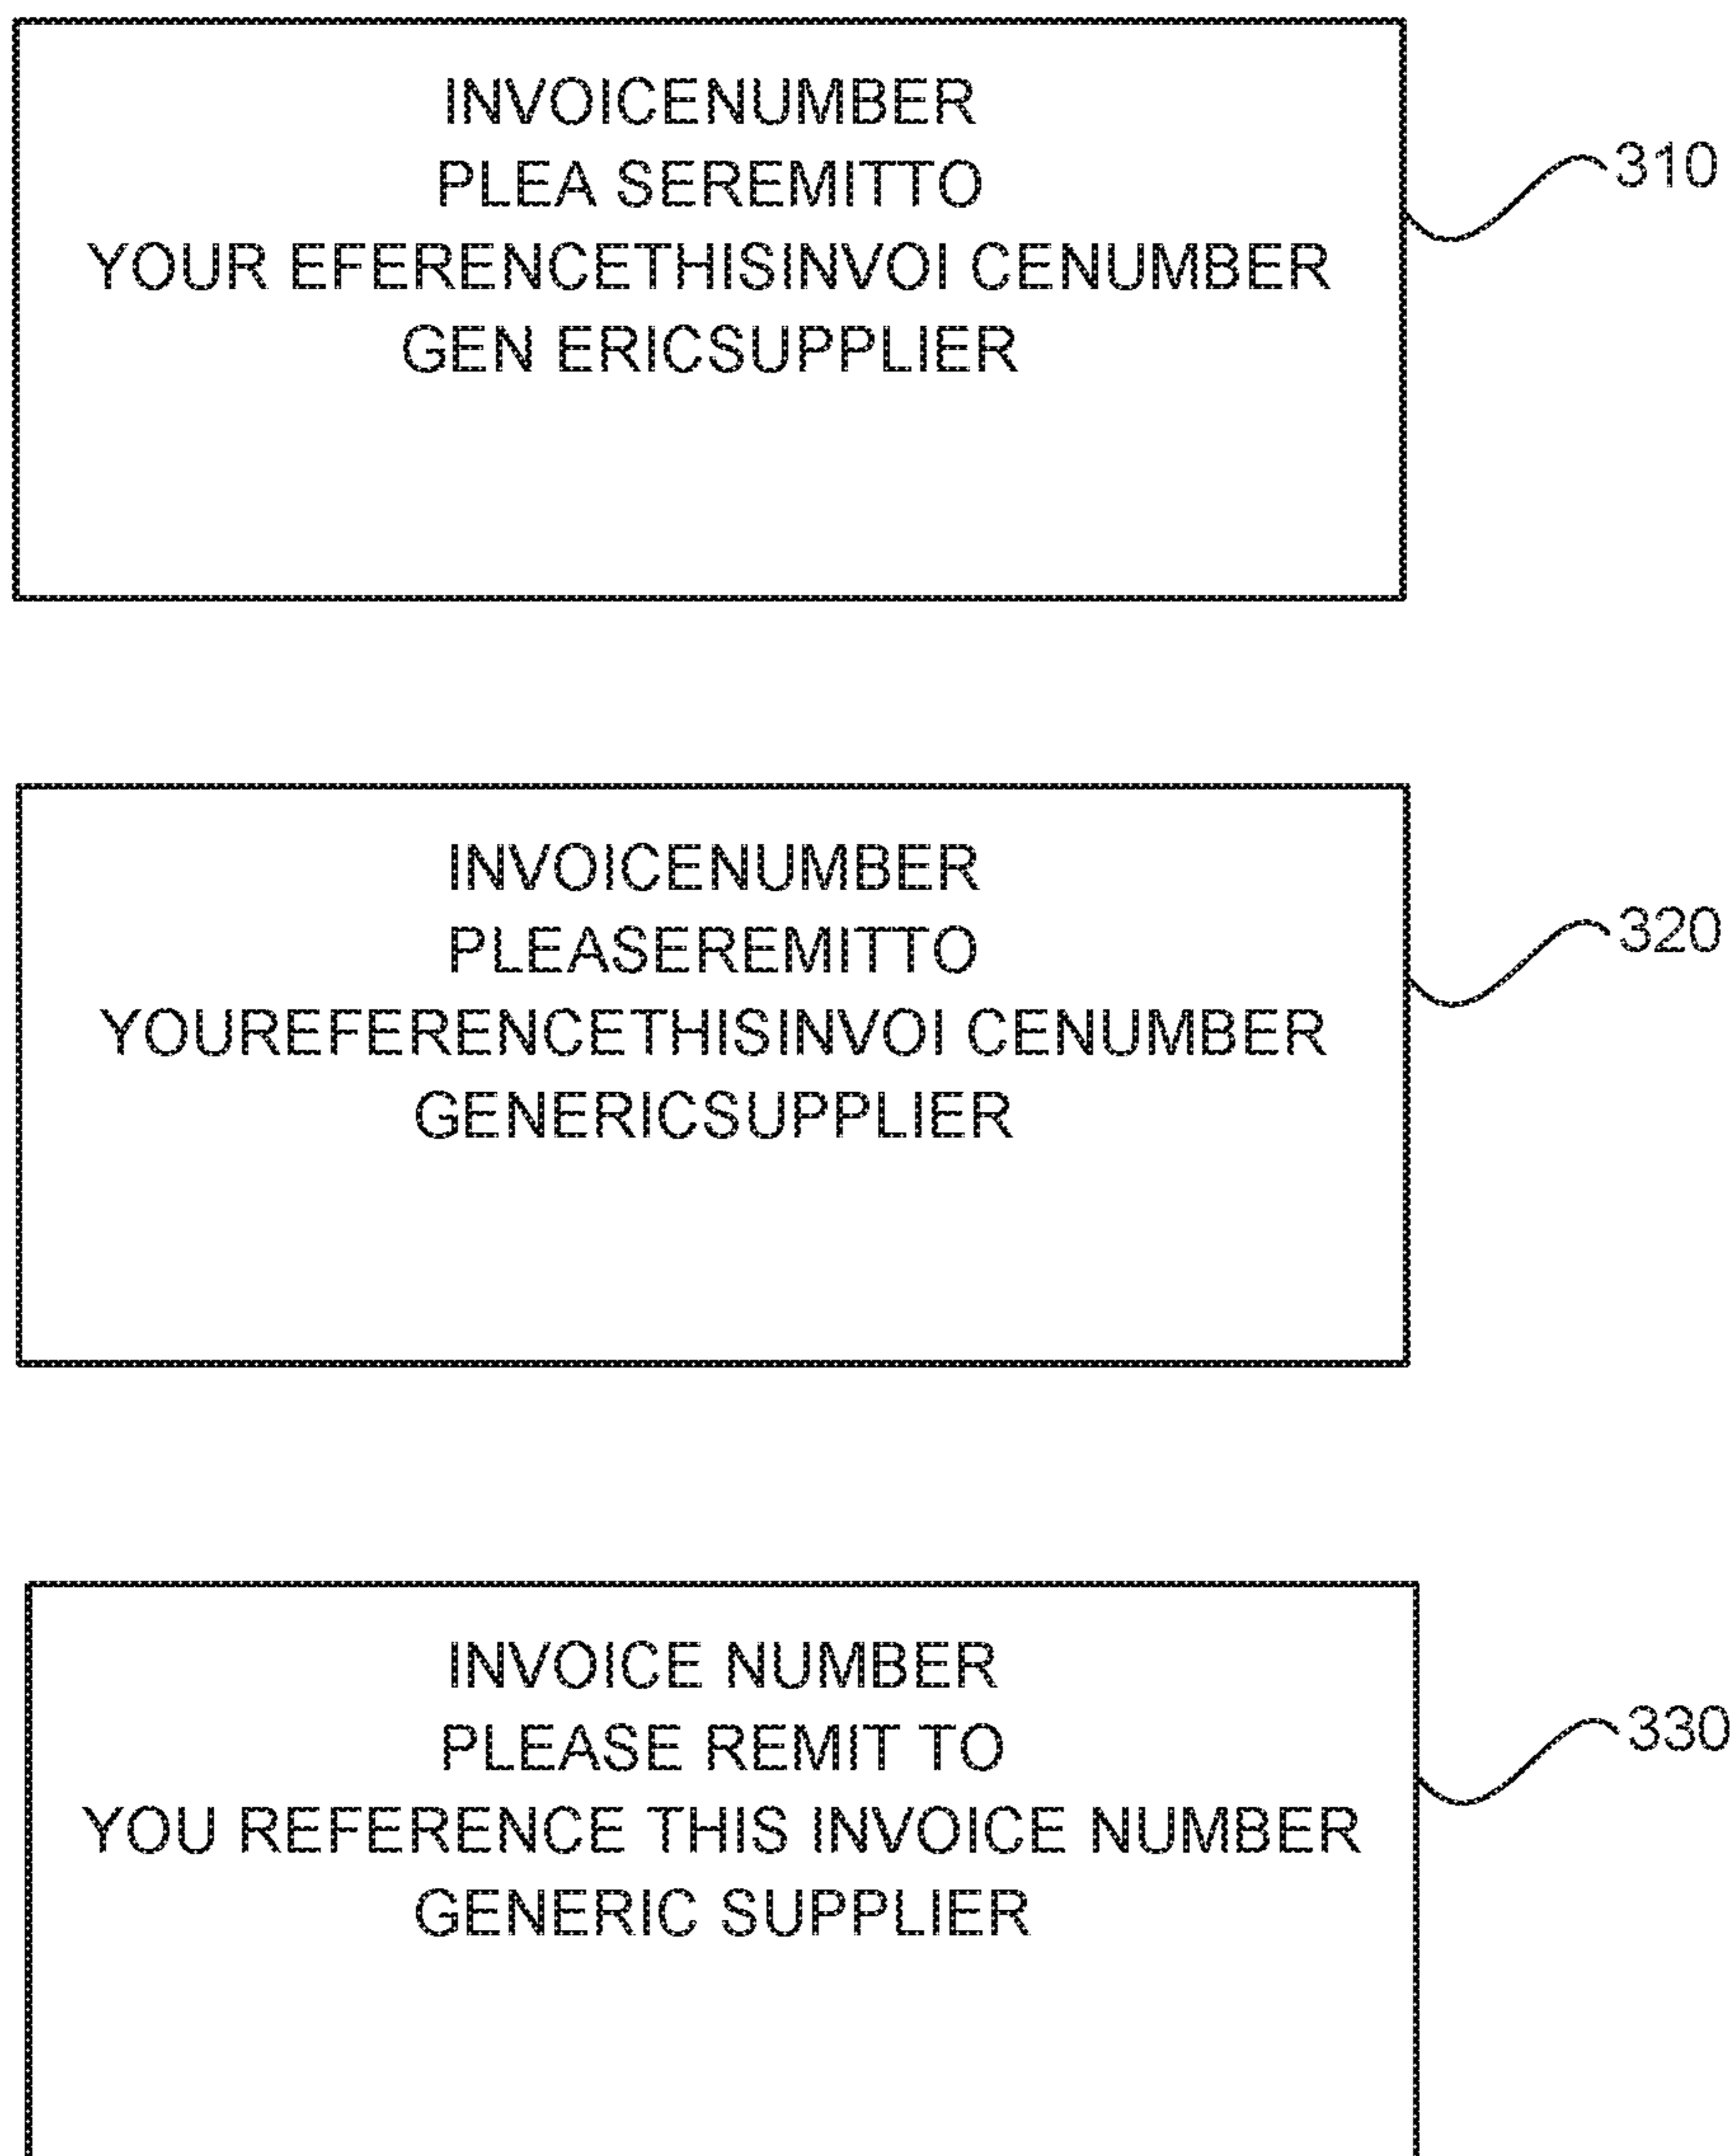 INVOICENUMBER
PLEA SEREMITTO
YOUR EFERENCETHISINVOI CENUMBER
GEN ERICSUPPLIER
310
INVOICENUMBER
PLEASEREMITTO
YOUREFERENCETHISINVOI CENUMBER
GENERICSUPPLIER
320
INVOICE NUMBER
PLEASE REMIT TO
YOU REFERENCE THIS INVOICE NUMBER
GENERIC SUPPLIER
330